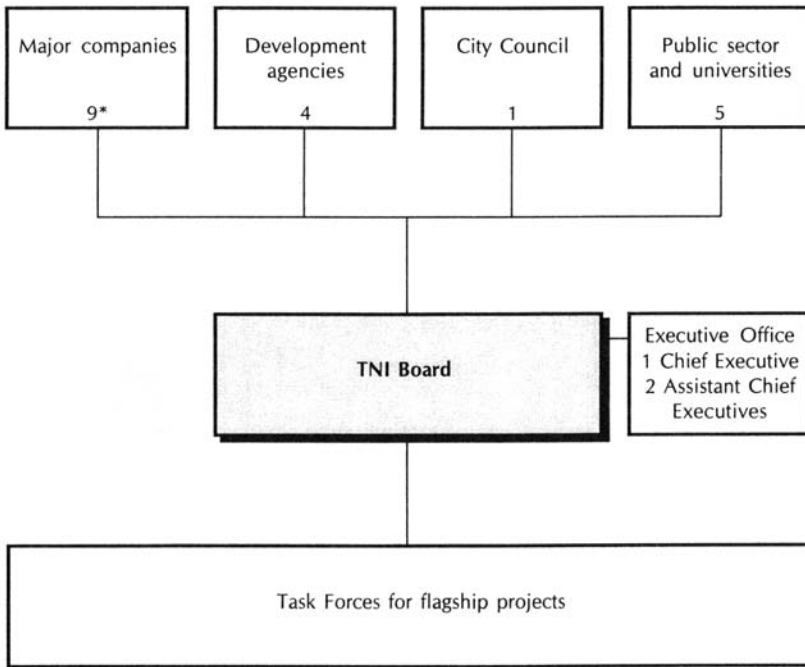 Major companies
9*
Development
agencies
4
City Council
1
Public sector
and universities
5
TNI Board
Executive Office
1 Chief Executive
2 Assistant Chief
Executives
Task Forces for flagship projects